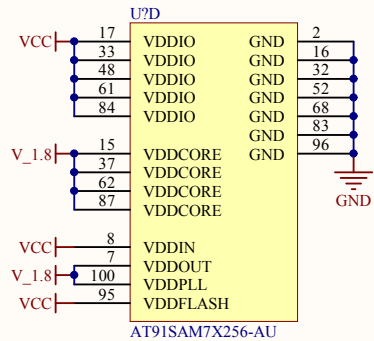 U?D
VCC 17 VDDIO GND 2
33 VDDIO GND 16
48 VDDIO GND 32
61 VDDIO GND 52
84 VDDIO GND 68
GND 83
V_1.8 15 VDDCORE GND 96
37 VDDCORE
62 VDDCORE
GND
87 VDDCORE
VCC 8 VDDIN
7 VDDOUT
V_1.8 100 VDDPLL
VCC 95 VDDFLASH
AT91SAM7X256-AU